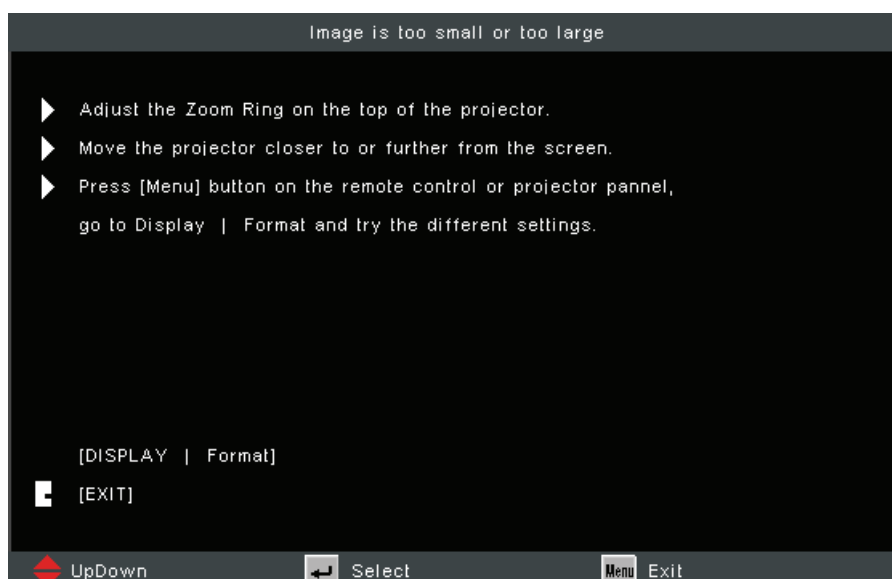 Image is too small or too large
Adjust the Zoom Ring on the top of the projector.
Move the projector closer to or further from the screen.
Press [Menu] button on the remote control or projector pannel,
go to Display | Format and try the different settings.
[DISPLAY | Format]
[EXIT]
UpDown Select Menu Exit